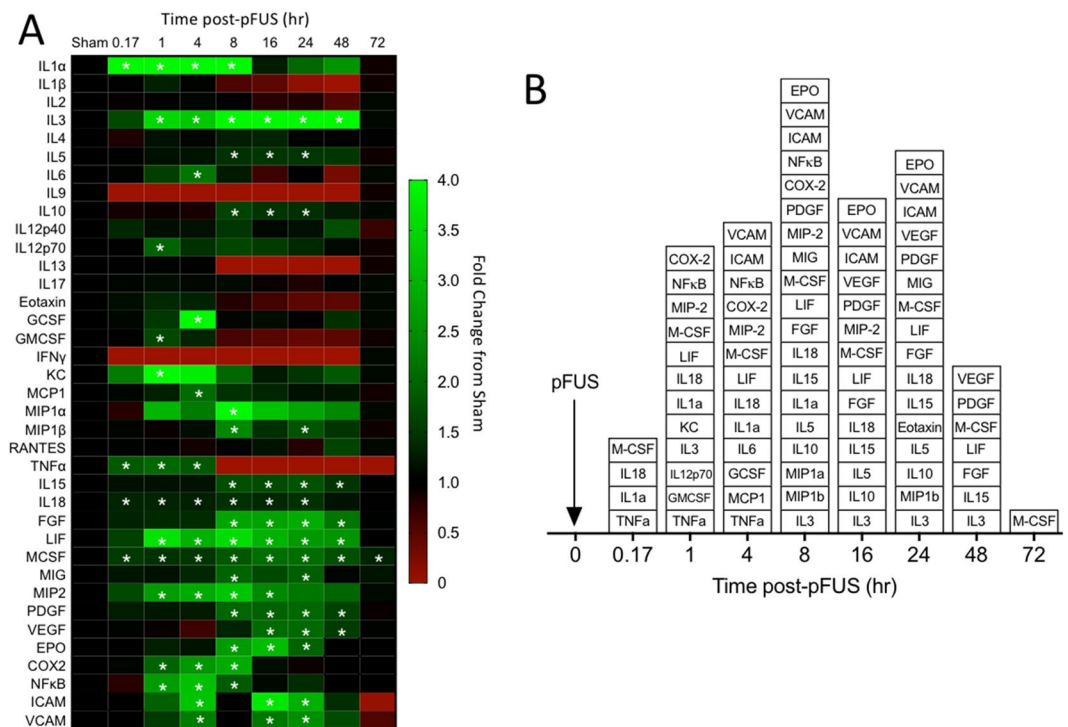 A
Time post-pFUS (hr)
Sham 0.17 1 4 8 16 24 48 72
IL1α
IL1β
IL2
IL3
IL4
IL5
IL6
IL9
IL10
IL12p40
IL12p70
IL13
IL17
Eotaxin
GCSF
GMCSF
IFNγ
KC
MCP1
MIP1α
MIP1β
RANTES
TNFα
IL15
IL18
FGF
LIF
MCSF
MIG
MIP2
PDGF
VEGF
EPO
COX2
NFκB
ICAM
VCAM
4.0
3.5
3.0
2.5
2.0
1.5
1.0
0.5
0
Fold Change from Sham
B
pFUS
M-CSF
IL18
IL1a
TNFa
COX-2
NFκB
MIP-2
M-CSF
LIF
IL18
IL1a
KC
IL3
IL12p70
GMCSF
TNFa
VCAM
ICAM
NFκB
COX-2
MIP-2
M-CSF
LIF
IL18
IL1a
IL6
GCSF
MCP1
TNFa
EPO
VCAM
ICAM
NFκB
COX-2
PDGF
MIP-2
MIG
M-CSF
LIF
FGF
IL18
IL15
IL1a
IL5
IL10
MIP1a
MIP1b
IL3
EPO
VCAM
ICAM
VEGF
PDGF
MIP-2
M-CSF
LIF
FGF
IL18
IL15
IL5
IL10
IL3
EPO
VCAM
ICAM
VEGF
PDGF
MIG
M-CSF
LIF
FGF
IL18
IL15
Eotaxin
IL5
IL10
MIP1b
IL3
VEGF
PDGF
M-CSF
LIF
FGF
IL15
IL3
M-CSF
0 0.17 1 4 8 16 24 48 72
Time post-pFUS (hr)